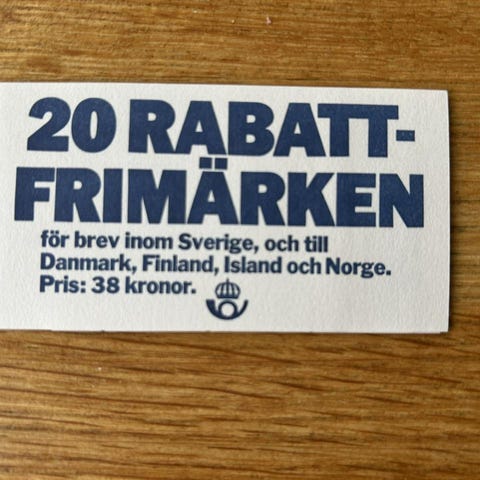 20 RABATT-
FRIMÄRKEN
för brev inom Sverige, och till
Danmark, Finland, Island och Norge.
Pris: 38 kronor.